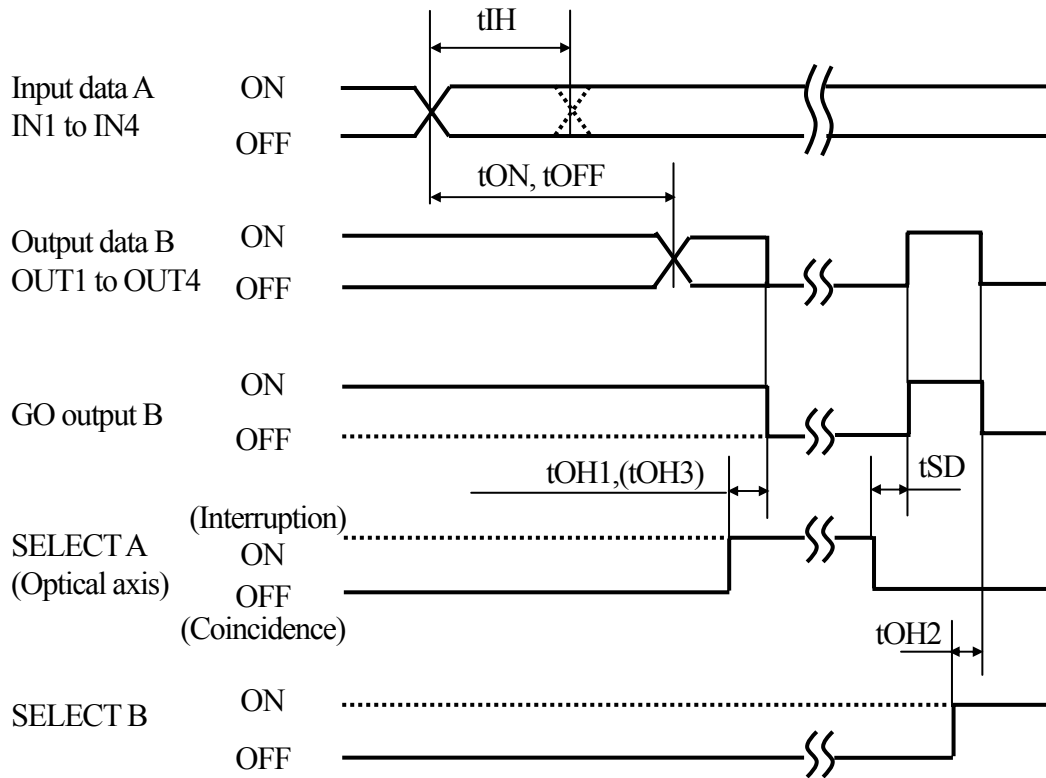 tIH
Input data A
IN1 to IN4
ON
OFF
tON, tOFF
Output data B
OUT1 to OUT4
ON
OFF
GO output B
ON
OFF
tOH1,(tOH3)
tSD
(Interruption)
SELECT A
(Optical axis)
ON
OFF
(Coincidence)
tOH2
SELECT B
ON
OFF